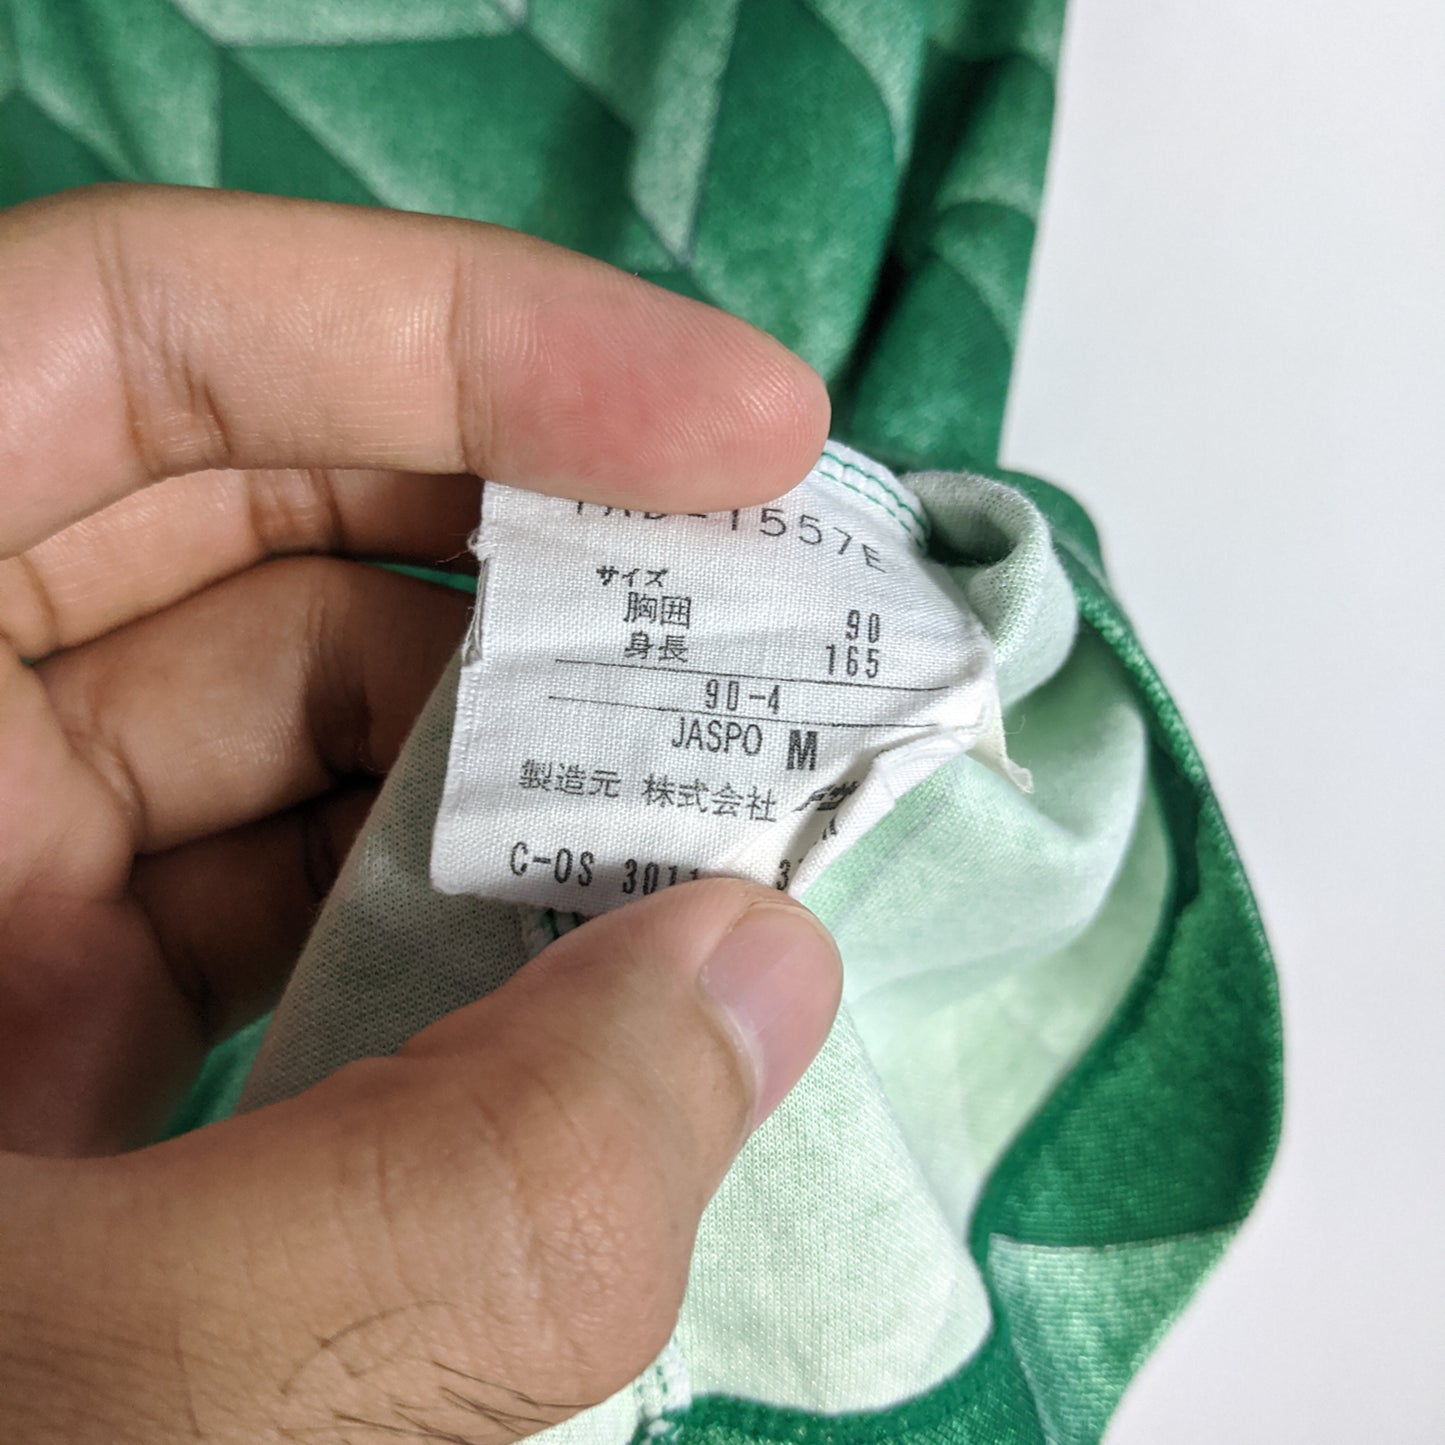 -1557E
サイズ
胸囲 90
身長 165
90-4
JASPO M
製造元 株式会社
C-OS